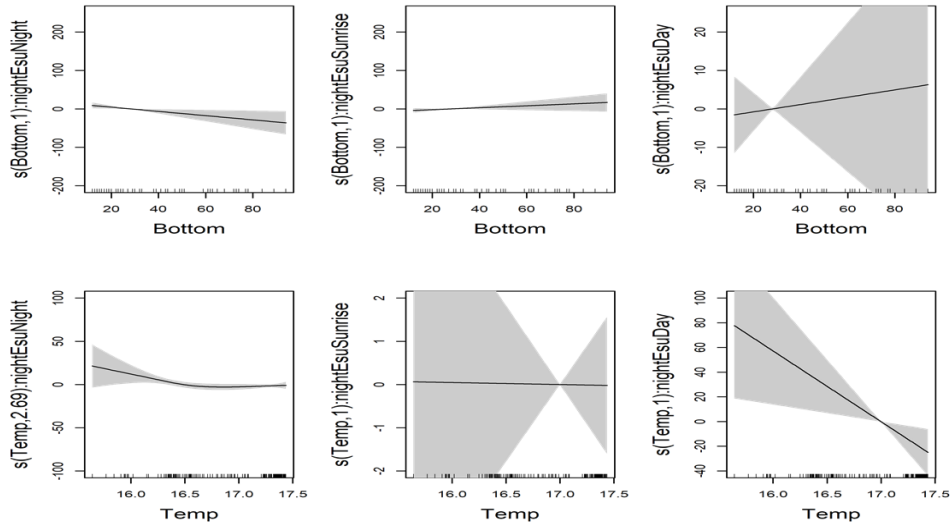 s(Bottom,1):nightEsuNight
200
100
0
-100
-200
20 40 60 80
Bottom
s(Bottom,1):nightEsuSunrise
200
100
0
-100
-200
20 40 60 80
Bottom
s(Bottom,1):nightEsuDay
20
10
0
-10
-20
20 40 60 80
Bottom
s(Temp,2.69):nightEsuNight
100
50
0
-50
-100
16.0 16.5 17.0 17.5
Temp
s(Temp,1):nightEsuSunrise
2
1
0
-1
-2
16.0 16.5 17.0 17.5
Temp
s(Temp,1):nightEsuDay
100
80
60
40
20
0
-20
-40
16.0 16.5 17.0 17.5
Temp